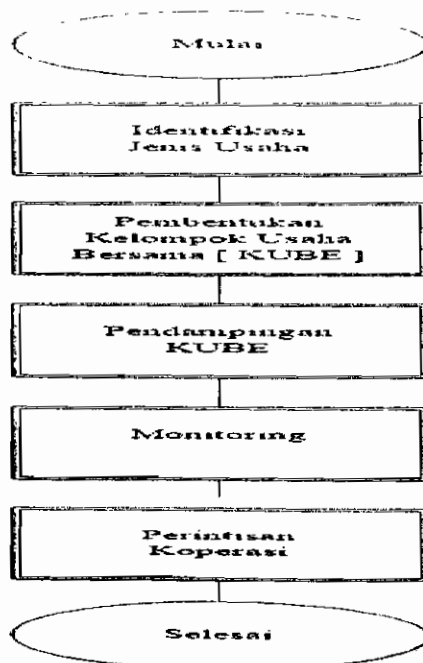 Mulai
Identifikasi
Jenis Usaha
Pembentukan
Kelompok Usaha
Bersama [ KUBE ]
Pendampingan
KUBE
Monitoring
Perintisan
Koperasi
Selesai